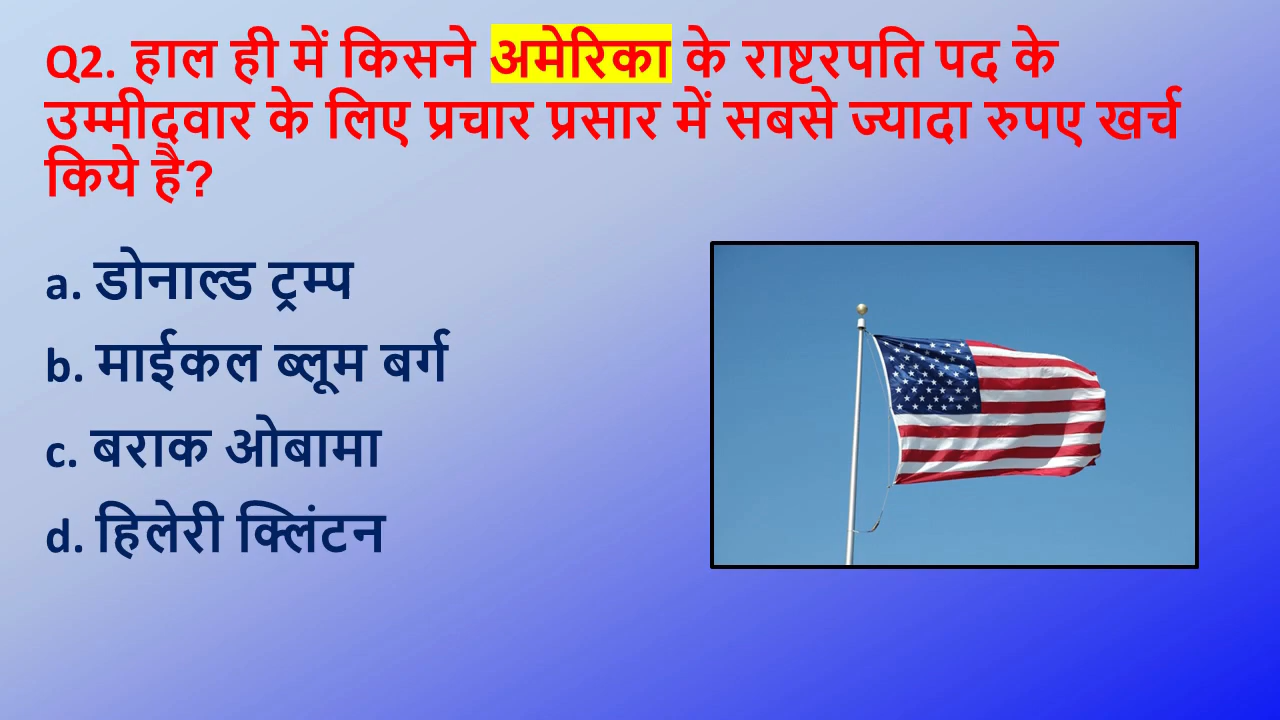 Q2. हाल ही में किसने अमेरिका के राष्ट्रपति पद के
उम्मीदवार के लिए प्रचार प्रसार में सबसे ज्यादा रुपए खर्च
किये है?
a. डोनाल्ड ट्रम्प
b. माईकल ब्लूम बर्ग
c. बराक ओबामा
d. हिलेरी क्लिंटन